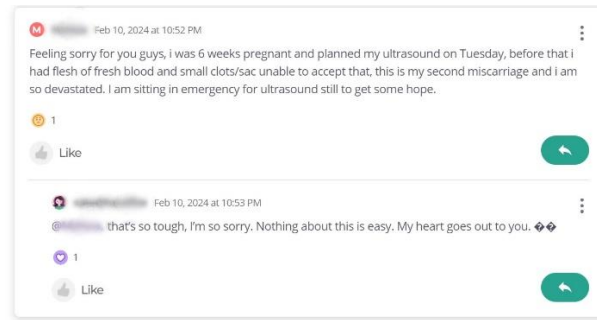 M
Feb 10, 2024 at 10:52 PM
Feeling sorry for you guys, i was 6 weeks pregnant and planned my ultrasound on Tuesday, before that i
had flesh of fresh blood and small clots/sac unable to accept that, this is my second miscarriage and i am
so devastated. I am sitting in emergency for ultrasound still to get some hope.
1
Like
Feb 10, 2024 at 10:53 PM
@ , that's so tough, I'm so sorry. Nothing about this is easy. My heart goes out to you. ��
1
Like